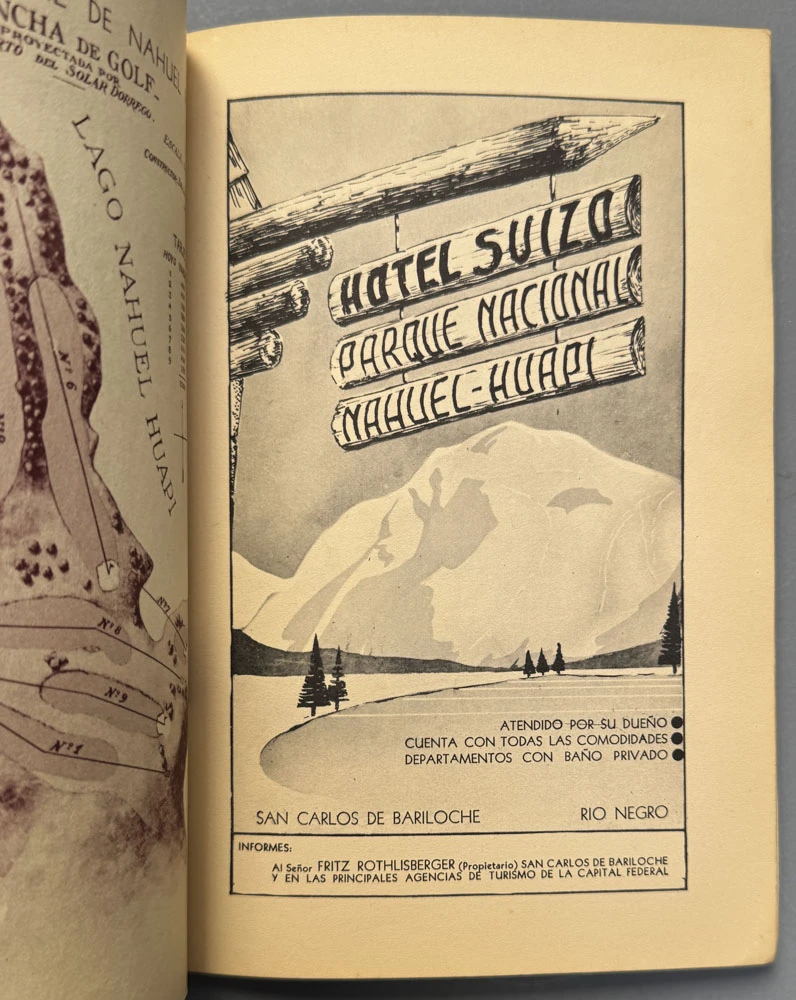 DE NAHUEL
NCHA DE GOLF-
PROYECTADA POR
RTO DEL SOLAR DORREGO.
LAGO NAHUEL HUAPI
Nº 6
Nº 8
Nº 9
Nº 1
HOTEL SUIZO
PARQUE NACIONAL
NAHUEL-HUAPI
ATENDIDO POR SU DUEÑO
CUENTA CON TODAS LAS COMODIDADES
DEPARTAMENTOS CON BAÑO PRIVADO
SAN CARLOS DE BARILOCHE RIO NEGRO
INFORMES:
Al Señor FRITZ ROTHLISBERGER (Propietario) SAN CARLOS DE BARILOCHE
Y EN LAS PRINCIPALES AGENCIAS DE TURISMO DE LA CAPITAL FEDERAL